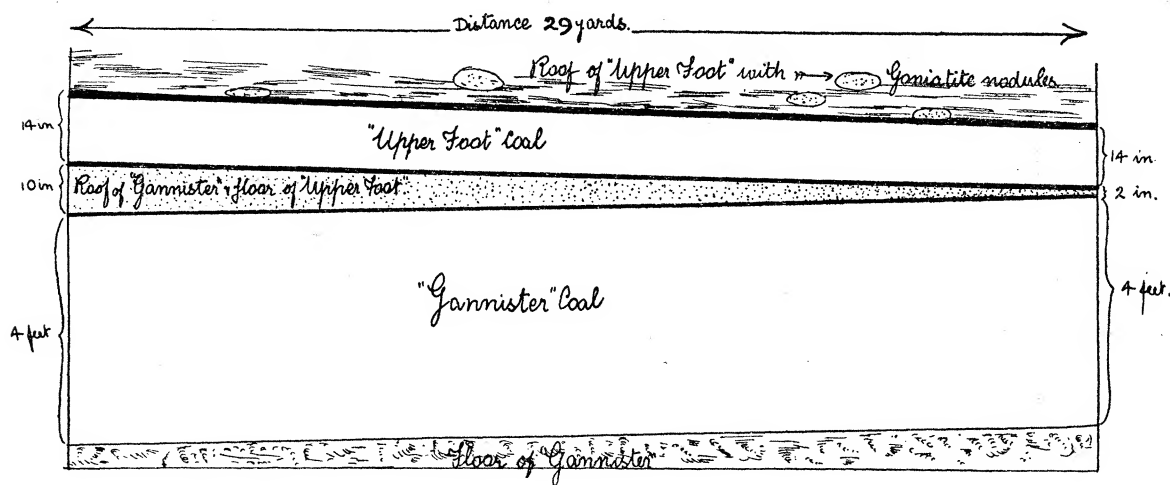 Distance 29 yards.
Roof of "Upper Foot" with Goniatite nodules.
14 in
"Upper Foot" Coal
14 in.
10 in
Roof of "Gannister" & floor of "Upper Foot"
2 in.
"Gannister" Coal
4 feet
4 feet.
Floor of "Gannister"